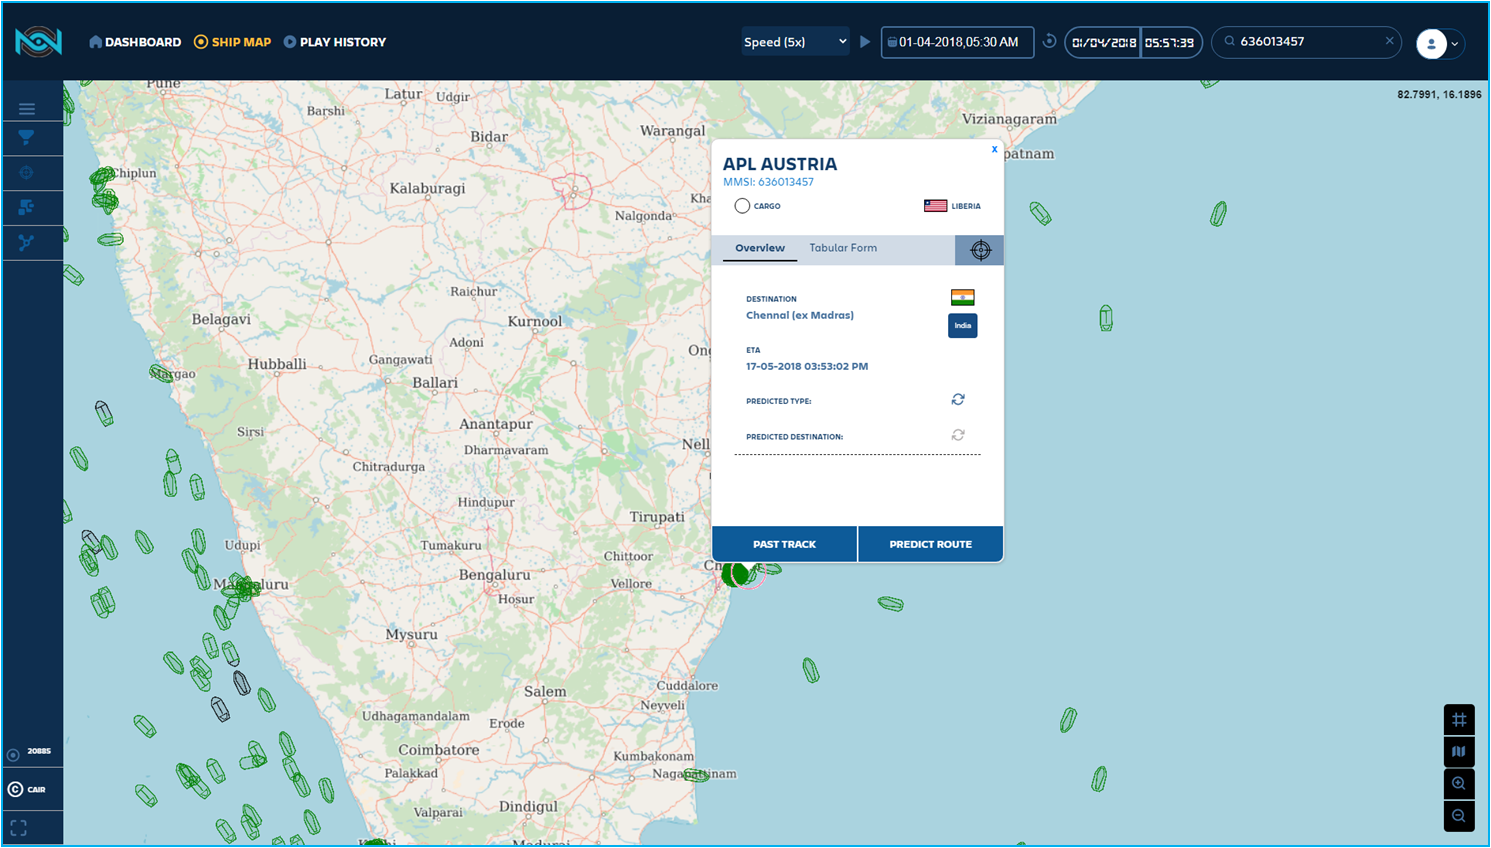 DASHBOARD SHIP MAP PLAY HISTORY Speed (5x) 01-04-2018,05:30 AM 01/04/2018 05:57:39 636013457
82.7991, 16.1896
Pune
Latur
Udgir
Barshi
Bidar
Warangal
Vizianagaram
patnam
Chiplun
Kalaburagi
Kha
Nalgonda
Raichur
Belagavi
Kurnool
Adoni
Ong
Gangawati
Hubballi
Margao
Ballari
Sirsi
Anantapur
Nell
Dharmavaram
Chitradurga
Hindupur
Tirupati
Udupi
Tumakuru
Chittoor
Ch
Bengaluru
Mangaluru
Vellore
Hosur
Mysuru
Salem
Cuddalore
Neyveli
Udhagamandalam
Erode
Coimbatore
Kumbakonam
Palakkad
Nagapattinam
Valparai
Dindigul
Madurai
APL AUSTRIA
x
MMSI: 636013457
CARGO LIBERIA
Overview Tabular Form
DESTINATION
Chennal (ex Madras)
India
ETA
17-05-2018 03:53:02 PM
PREDICTED TYPE:
PREDICTED DESTINATION:
PAST TRACK PREDICT ROUTE
20885
CAIR